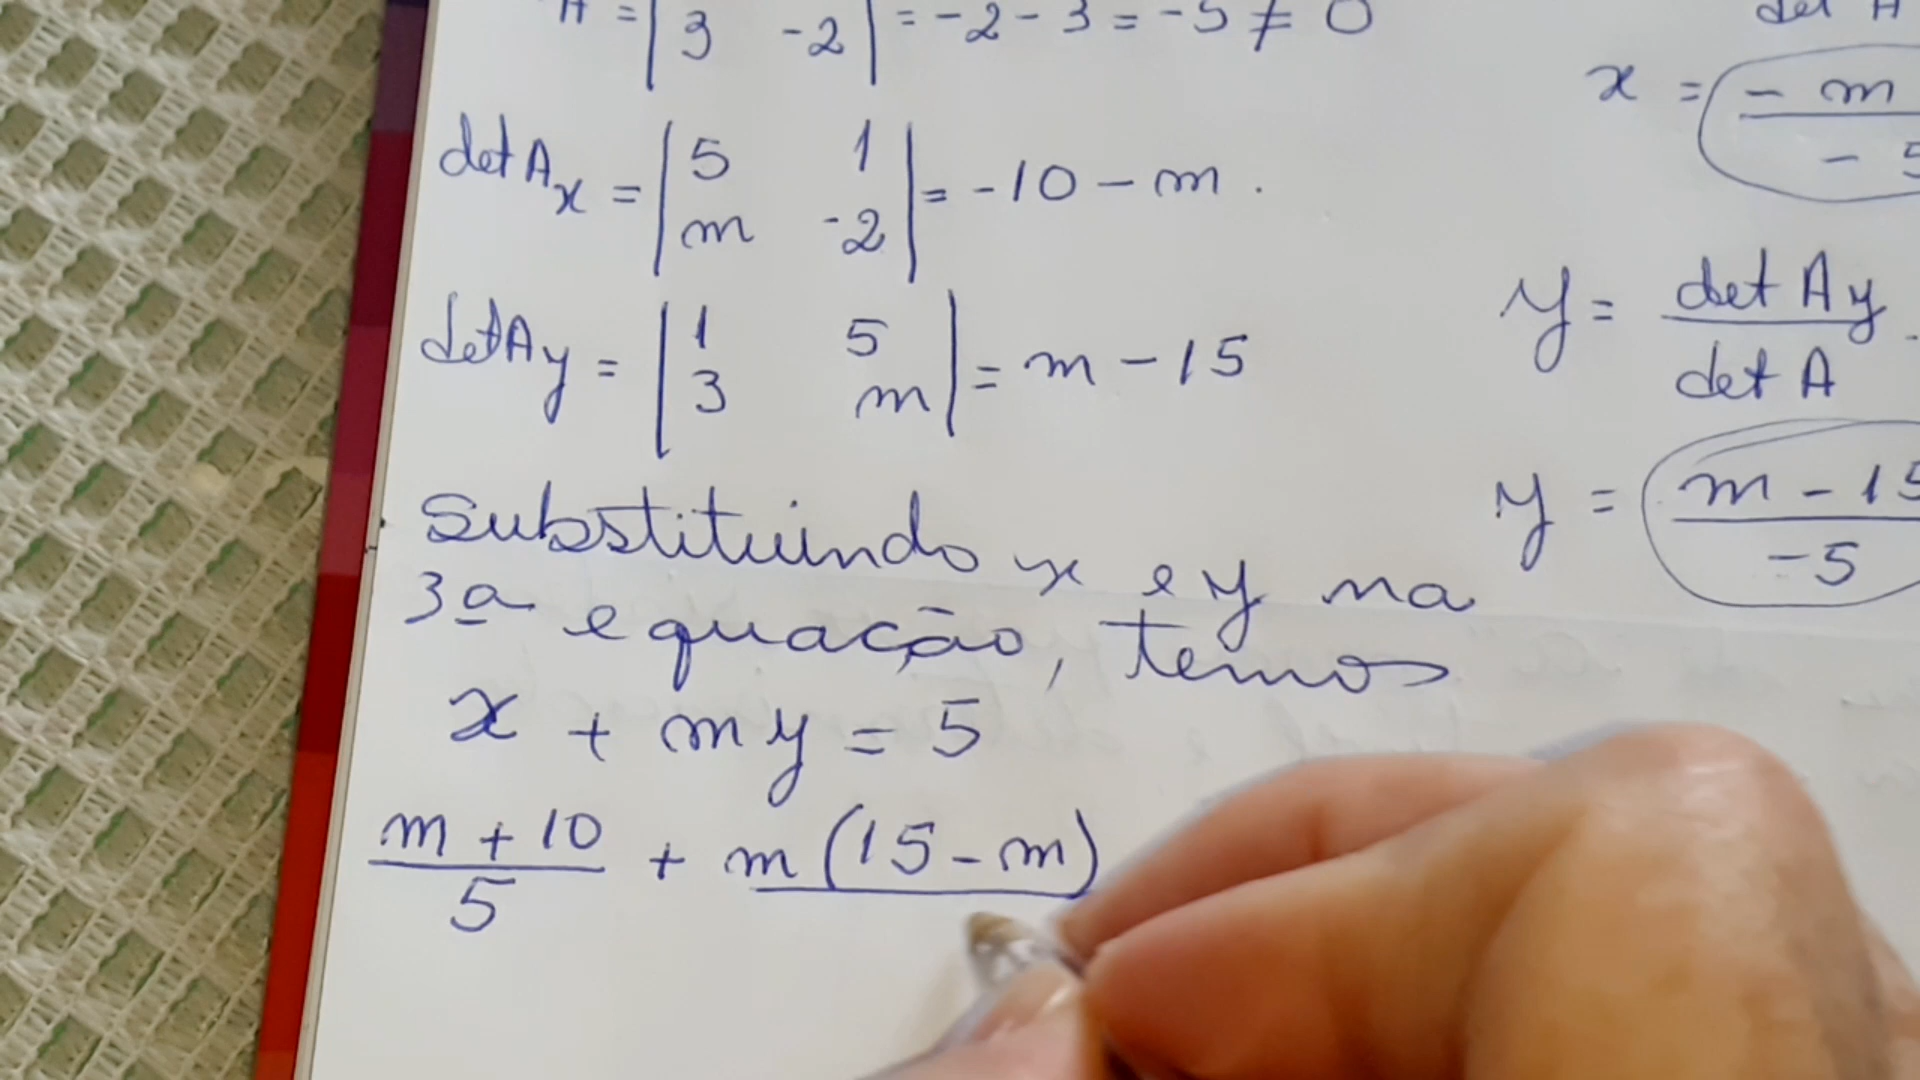 A = | 3 -2 | = -2 - 3 = -5 ≠ 0
det A
x = - m
- 5
det Ax = | 5 1 | = -10 - m .
| m -2 |
det Ay = | 1 5 | = m - 15
| 3 m |
y = det Ay
det A
y = m - 15
-5
Substituindo x e y na
3ª equação, temos
x + my = 5
m + 10 + m (15 - m)
5